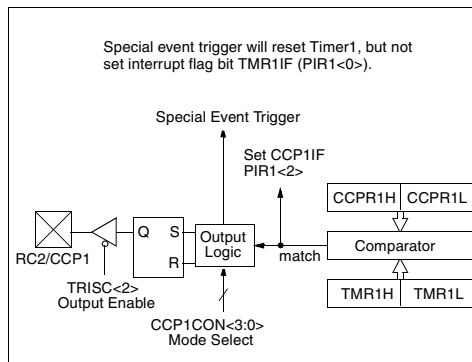 Special event trigger will reset Timer1, but not
set interrupt flag bit TMR1IF (PIR1<0>).
Special Event Trigger
Set CCP1IF
PIR1<2>
CCPR1H CCPR1L
Q S Output
Logic
R
match
Comparator
RC2/CCP1
TRISC<2>
Output Enable
TMR1H TMR1L
CCP1CON<3:0>
Mode Select